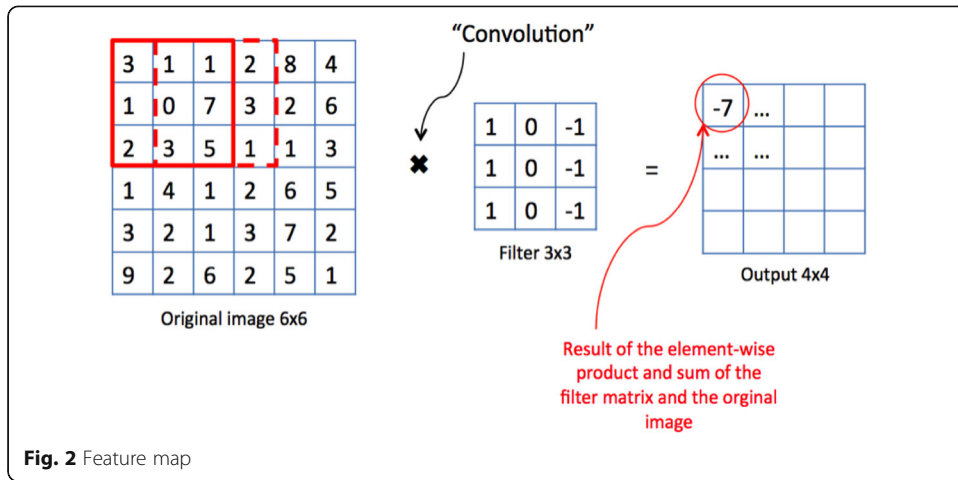 "Convolution"
3 1 1 2 8 4
1 0 7 3 2 6
2 3 5 1 1 3
1 4 1 2 6 5
3 2 1 3 7 2
9 2 6 2 5 1
Original image 6x6
✖
1 0 -1
1 0 -1
1 0 -1
Filter 3x3
=
-7 ...
... ...
Output 4x4
Result of the element-wise
product and sum of the
filter matrix and the orginal
image
Fig. 2 Feature map